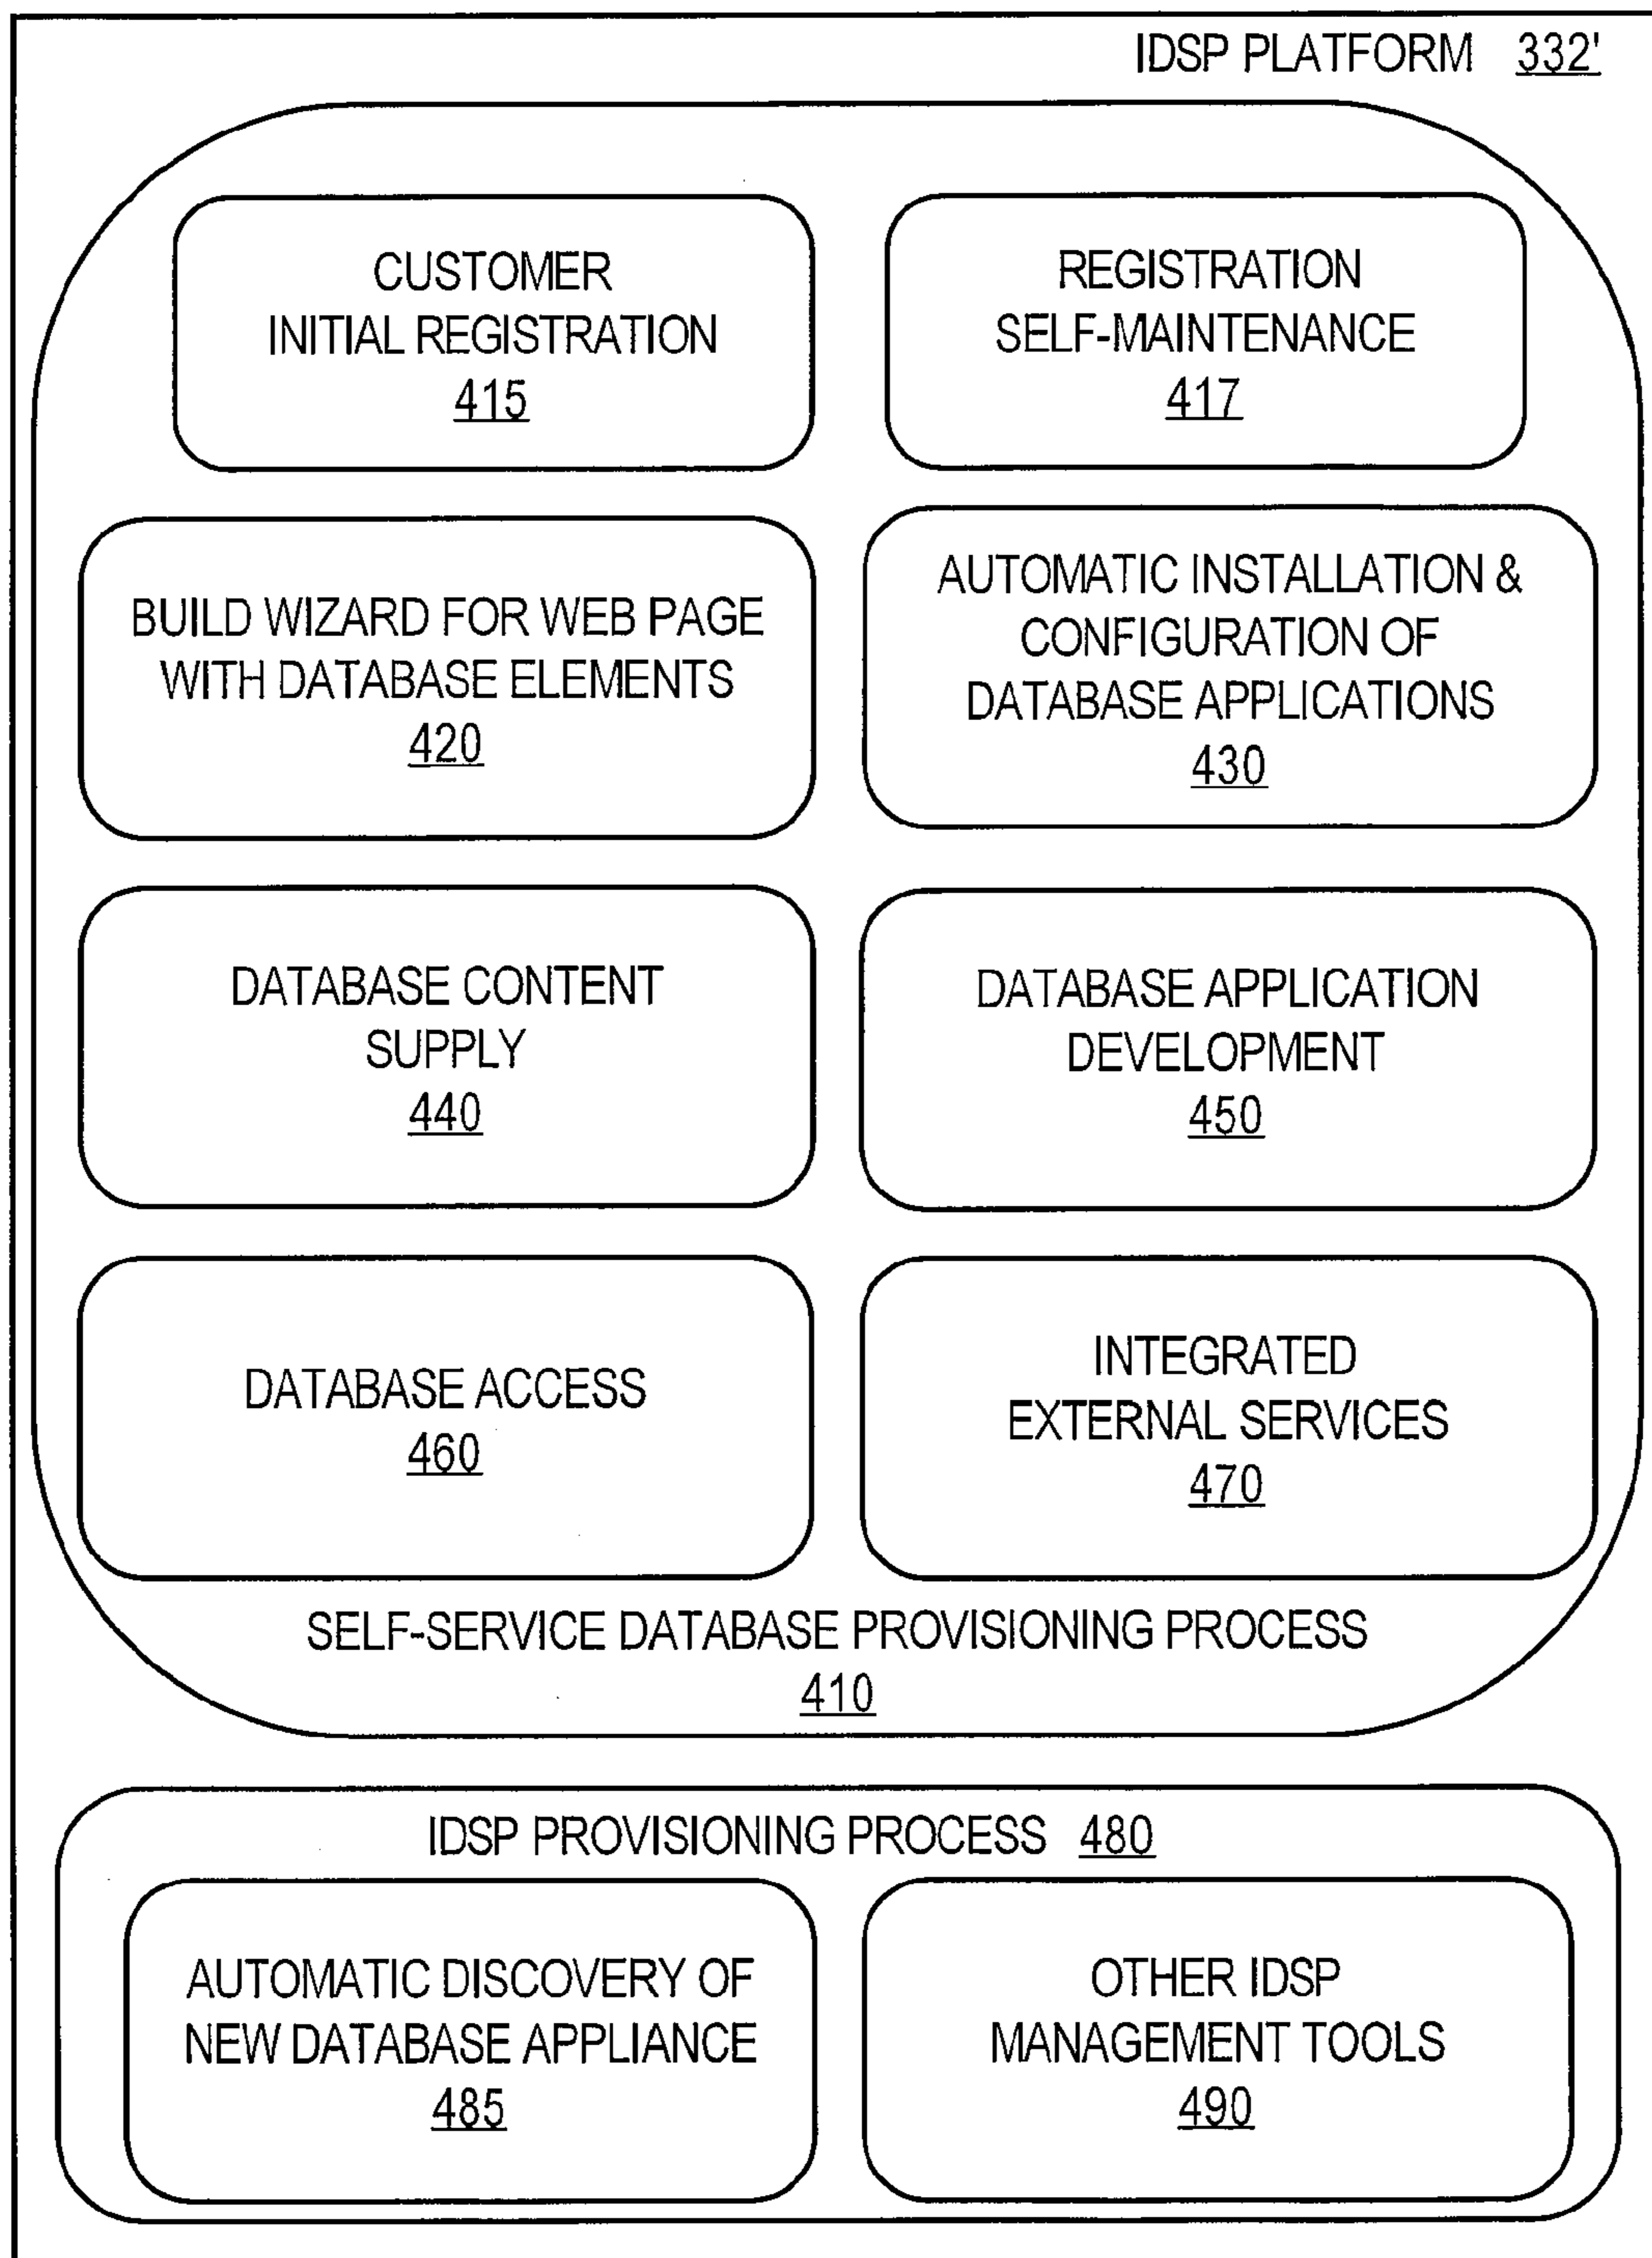 IDSP PLATFORM 332'
CUSTOMER
INITIAL REGISTRATION
415
REGISTRATION
SELF-MAINTENANCE
417
BUILD WIZARD FOR WEB PAGE
WITH DATABASE ELEMENTS
420
AUTOMATIC INSTALLATION &
CONFIGURATION OF
DATABASE APPLICATIONS
430
DATABASE CONTENT
SUPPLY
440
DATABASE APPLICATION
DEVELOPMENT
450
DATABASE ACCESS
460
INTEGRATED
EXTERNAL SERVICES
470
SELF-SERVICE DATABASE PROVISIONING PROCESS
410
IDSP PROVISIONING PROCESS 480
AUTOMATIC DISCOVERY OF
NEW DATABASE APPLIANCE
485
OTHER IDSP
MANAGEMENT TOOLS
490